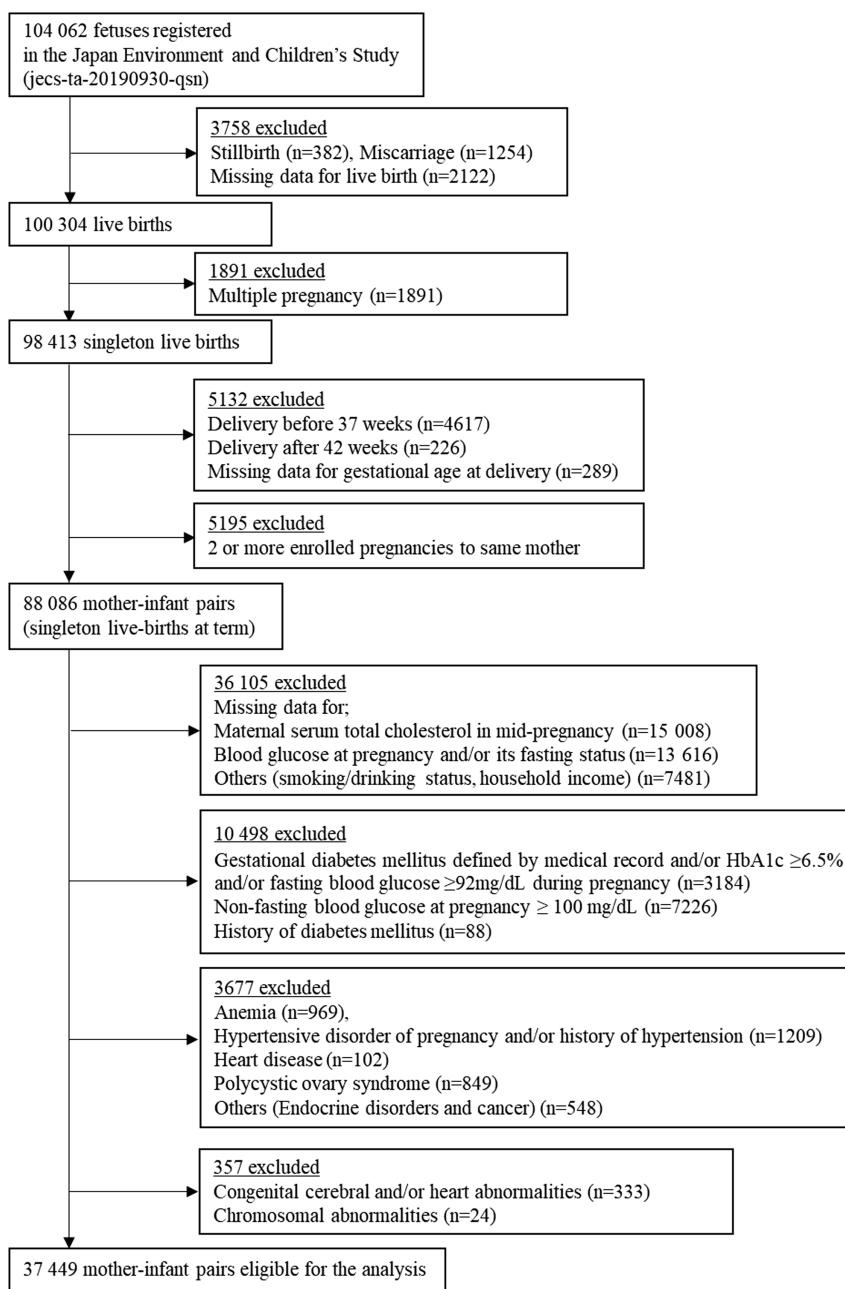 104 062 fetuses registered
in the Japan Environment and Children's Study
(jecs-ta-20190930-qsn)
3758 excluded
Stillbirth (n=382), Miscarriage (n=1254)
Missing data for live birth (n=2122)
100 304 live births
1891 excluded
Multiple pregnancy (n=1891)
98 413 singleton live births
5132 excluded
Delivery before 37 weeks (n=4617)
Delivery after 42 weeks (n=226)
Missing data for gestational age at delivery (n=289)
5195 excluded
2 or more enrolled pregnancies to same mother
88 086 mother-infant pairs
(singleton live-births at term)
36 105 excluded
Missing data for;
Maternal serum total cholesterol in mid-pregnancy (n=15 008)
Blood glucose at pregnancy and/or its fasting status (n=13 616)
Others (smoking/drinking status, household income) (n=7481)
10 498 excluded
Gestational diabetes mellitus defined by medical record and/or HbA1c ≥6.5%
and/or fasting blood glucose ≥92mg/dL during pregnancy (n=3184)
Non-fasting blood glucose at pregnancy ≥ 100 mg/dL (n=7226)
History of diabetes mellitus (n=88)
3677 excluded
Anemia (n=969),
Hypertensive disorder of pregnancy and/or history of hypertension (n=1209)
Heart disease (n=102)
Polycystic ovary syndrome (n=849)
Others (Endocrine disorders and cancer) (n=548)
357 excluded
Congenital cerebral and/or heart abnormalities (n=333)
Chromosomal abnormalities (n=24)
37 449 mother-infant pairs eligible for the analysis